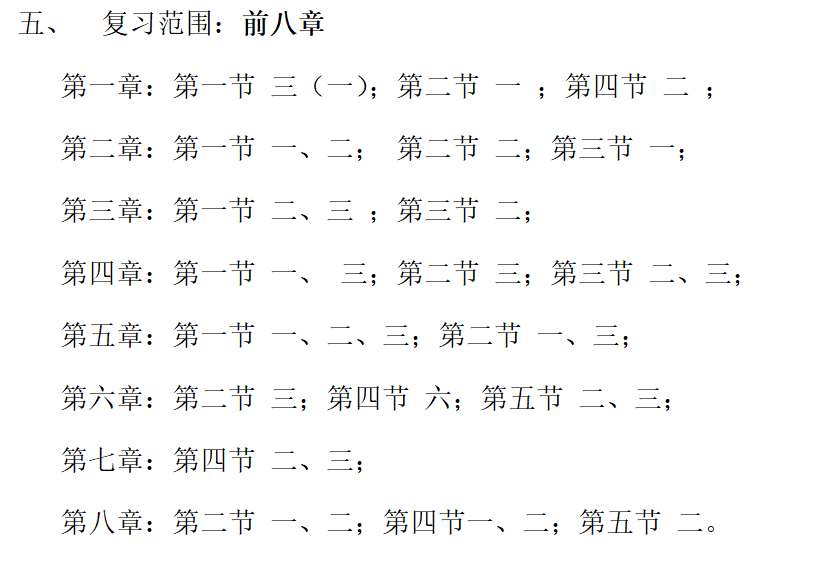 五、 复习范围：前八章
第一章：第一节 三（一）；第二节 一 ；第四节 二 ；
第二章：第一节 一、二； 第二节 二；第三节 一；
第三章：第一节 二、三 ；第三节 二；
第四章：第一节 一、 三；第二节 三；第三节 二、三；
第五章：第一节 一、二、三；第二节 一、三；
第六章：第二节 三；第四节 六；第五节 二、三；
第七章：第四节 二、三；
第八章：第二节 一、二；第四节一、二；第五节 二。